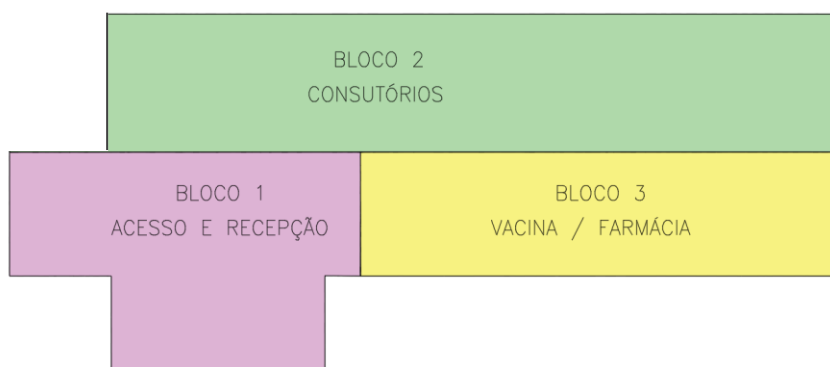 BLOCO 2
CONSUTÓRIOS
BLOCO 1
ACESSO E RECEPÇÃO
BLOCO 3
VACINA / FARMÁCIA